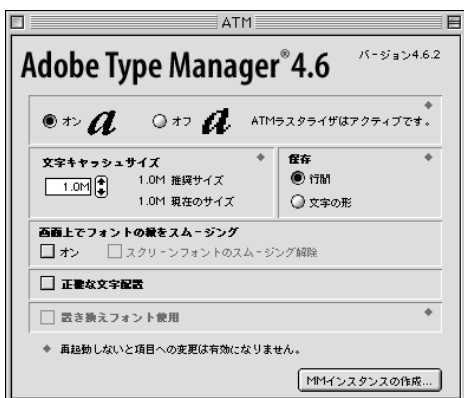 ATM
Adobe Type Manager® 4.6 バージョン4.6.2
オン a オフ a ATMラスタライザはアクティブです。
文字キャッシュサイズ
1.0M 1.0M 推奨サイズ
1.0M 現在のサイズ
保存
行間
文字の形
画面上でフォントの縁をスムージング
オン スクリーンフォントのスムージング解除
正確な文字配置
置き換えフォント使用
再起動しないと項目への変更は有効になりません。
MMインスタンスの作成...